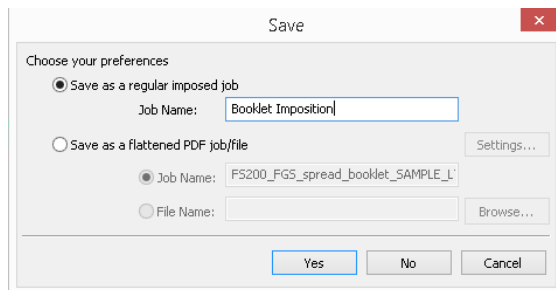 Save
Choose your preferences
Save as a regular imposed job
Job Name: Booklet Imposition
Save as a flattened PDF job/file Settings...
Job Name: FS200_FGS_spread_booklet_SAMPLE_L
File Name: Browse...
Yes No Cancel